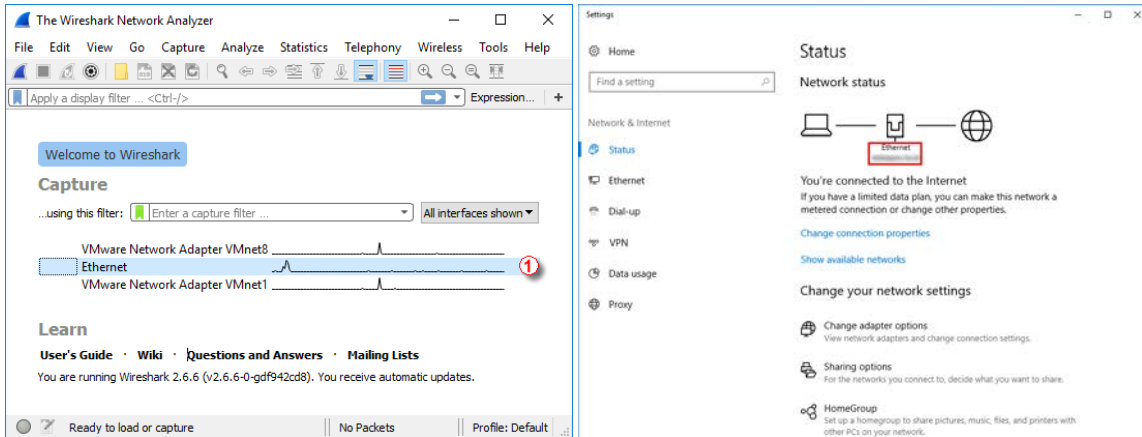 The Wireshark Network Analyzer
File Edit View Go Capture Analyze Statistics Telephony Wireless Tools Help
Apply a display filter ... <Ctrl-/>
Expression...
+
Welcome to Wireshark
Capture
...using this filter:
Enter a capture filter ...
All interfaces shown
VMware Network Adapter VMnet8
Ethernet
1
VMware Network Adapter VMnet1
Learn
User's Guide · Wiki · Questions and Answers · Mailing Lists
You are running Wireshark 2.6.6 (v2.6.6-0-gdf942cd8). You receive automatic updates.
Ready to load or capture
No Packets
Profile: Default
Settings
Home
Find a setting
Network & Internet
Status
Ethernet
Dial-up
VPN
Data usage
Proxy
Status
Network status
Ethernet
You're connected to the Internet
If you have a limited data plan, you can make this network a
metered connection or change other properties.
Change connection properties
Show available networks
Change your network settings
Change adapter options
View network adapters and change connection settings.
Sharing options
For the networks you connect to, decide what you want to share.
HomeGroup
Set up a homegroup to share pictures, music, files, and printers with
other PCs on your network.